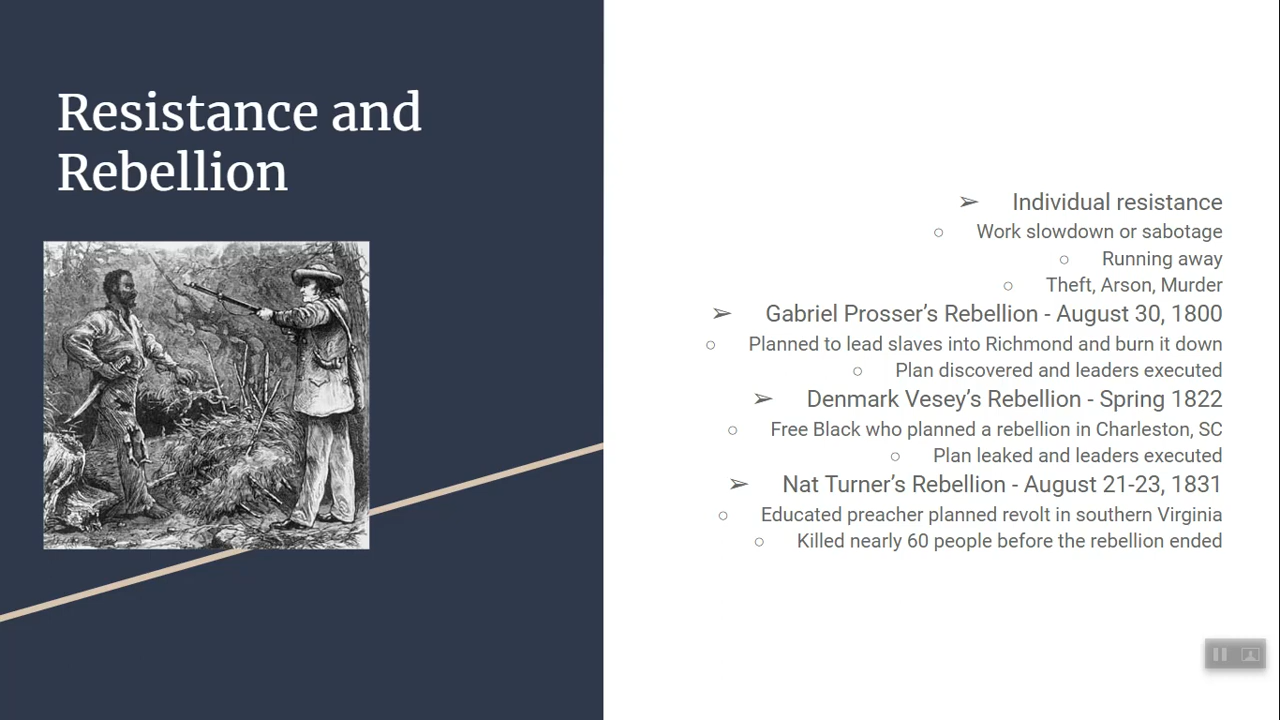 Resistance and
Rebellion
➢ Individual resistance
○ Work slowdown or sabotage
○ Running away
○ Theft, Arson, Murder
➢ Gabriel Prosser’s Rebellion - August 30, 1800
○ Planned to lead slaves into Richmond and burn it down
○ Plan discovered and leaders executed
➢ Denmark Vesey’s Rebellion - Spring 1822
○ Free Black who planned a rebellion in Charleston, SC
○ Plan leaked and leaders executed
➢ Nat Turner’s Rebellion - August 21-23, 1831
○ Educated preacher planned revolt in southern Virginia
○ Killed nearly 60 people before the rebellion ended